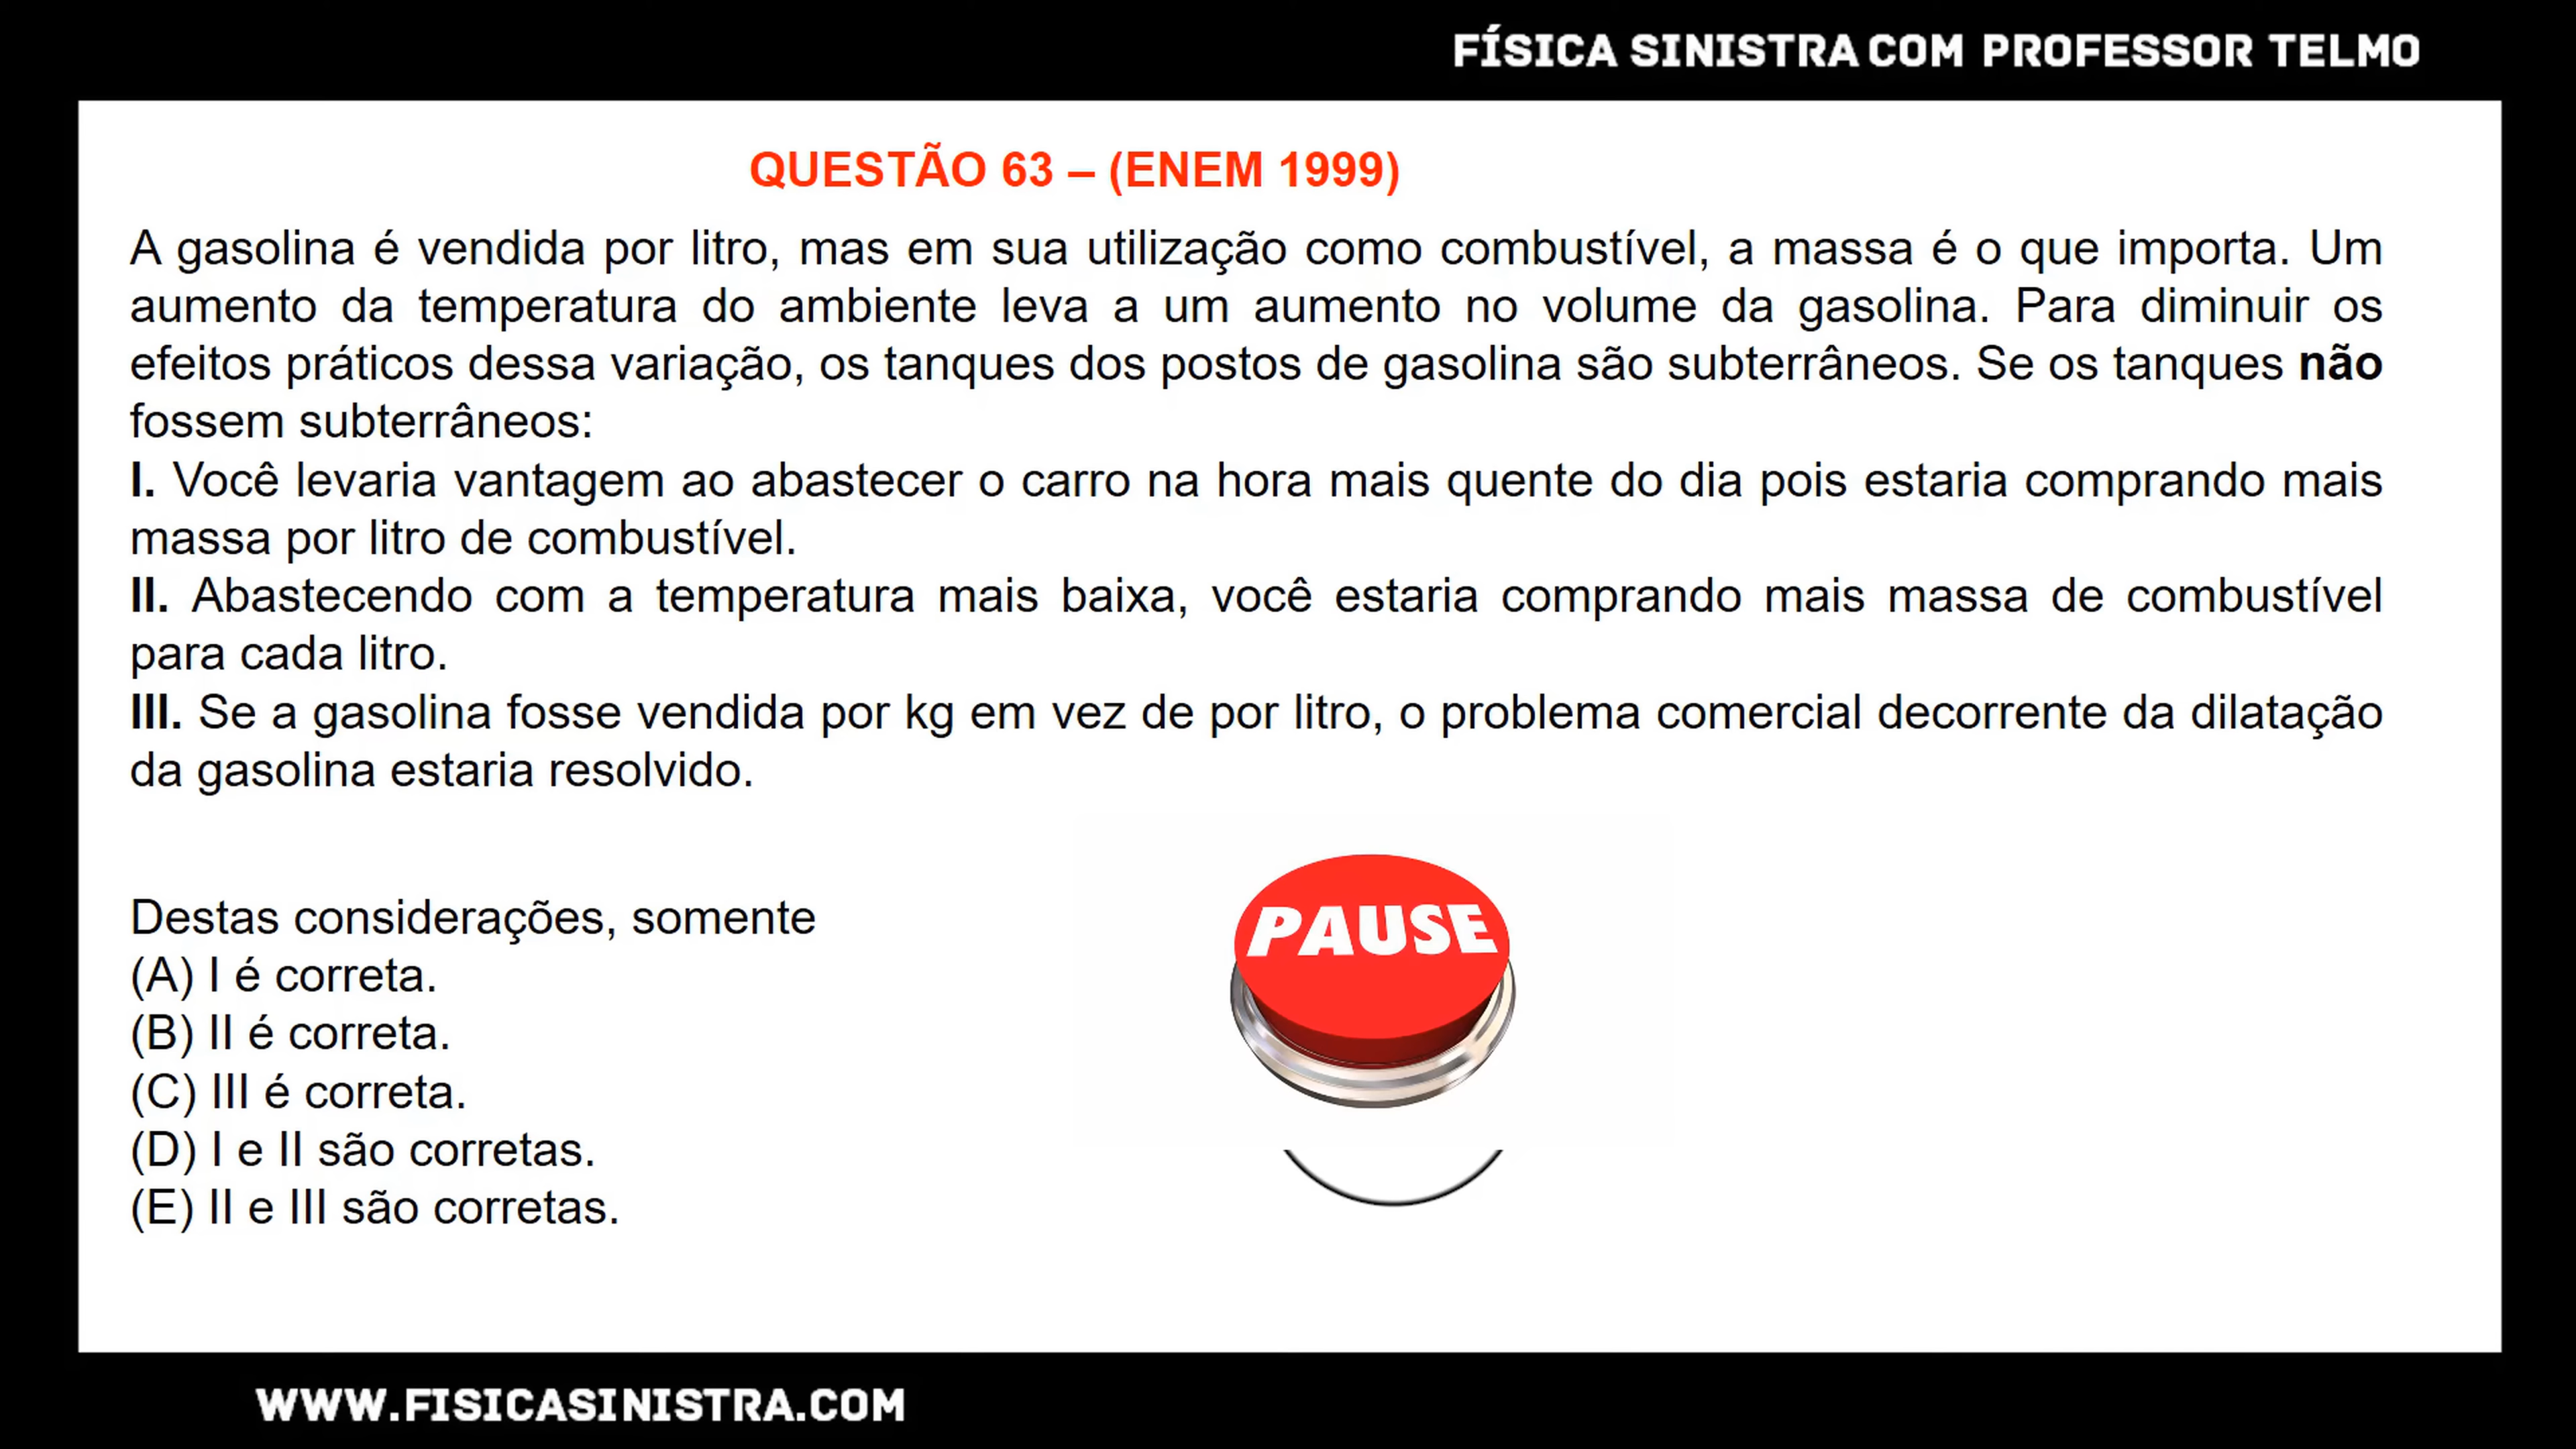 FÍSICA SINISTRA COM PROFESSOR TELMO
QUESTÃO 63 – (ENEM 1999)
A gasolina é vendida por litro, mas em sua utilização como combustível, a massa é o que importa. Um
aumento da temperatura do ambiente leva a um aumento no volume da gasolina. Para diminuir os
efeitos práticos dessa variação, os tanques dos postos de gasolina são subterrâneos. Se os tanques não
fossem subterrâneos:
I. Você levaria vantagem ao abastecer o carro na hora mais quente do dia pois estaria comprando mais
massa por litro de combustível.
II. Abastecendo com a temperatura mais baixa, você estaria comprando mais massa de combustível
para cada litro.
III. Se a gasolina fosse vendida por kg em vez de por litro, o problema comercial decorrente da dilatação
da gasolina estaria resolvido.
Destas considerações, somente
(A) I é correta.
(B) II é correta.
(C) III é correta.
(D) I e II são corretas.
(E) II e III são corretas.
PAUSE
WWW.FISICASINISTRA.COM